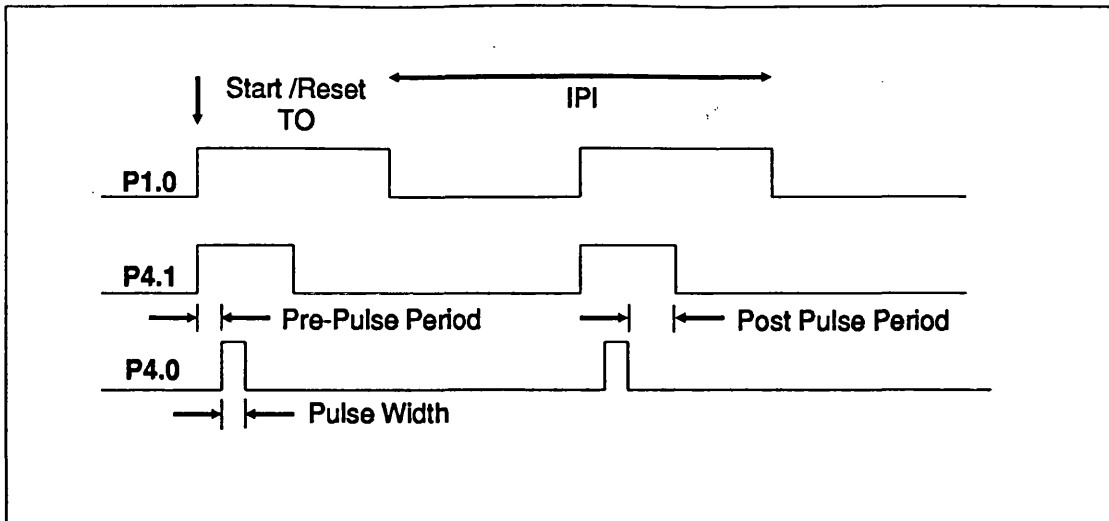 Start /Reset
TO
IPI
P1.0
P4.1
Pre-Pulse Period
Post Pulse Period
P4.0
Pulse Width